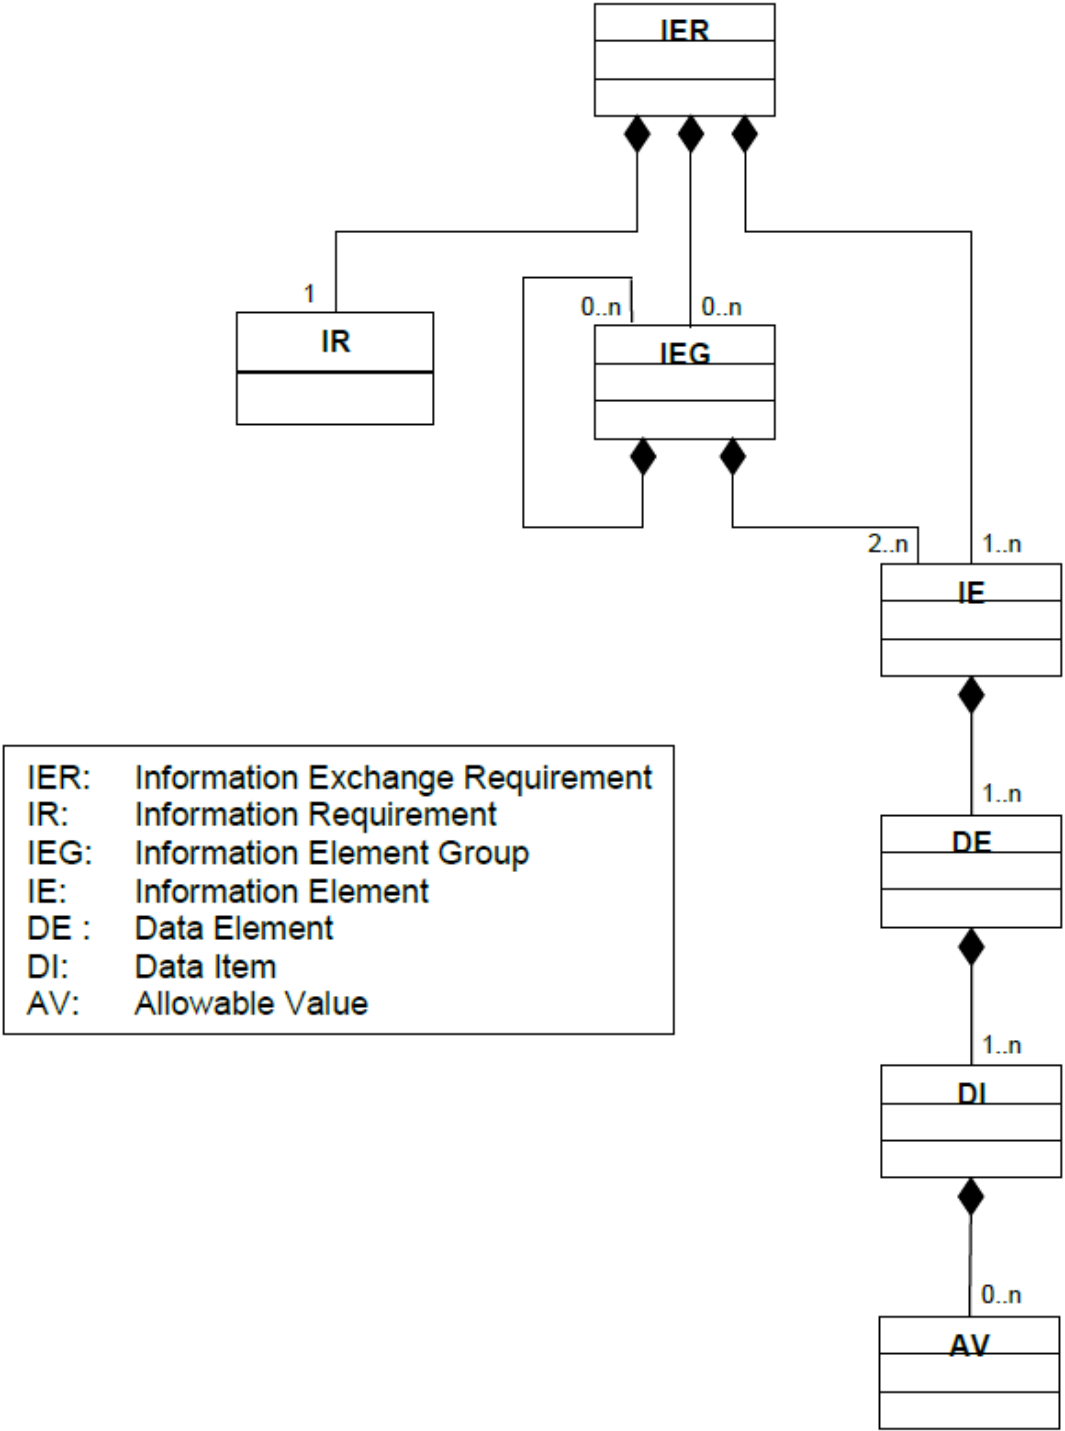 IER
1
IR
0..n
0..n
IEG
2..n
1..n
IE
1..n
DE
1..n
DI
0..n
AV
IER: Information Exchange Requirement
IR: Information Requirement
IEG: Information Element Group
IE: Information Element
DE : Data Element
DI: Data Item
AV: Allowable Value